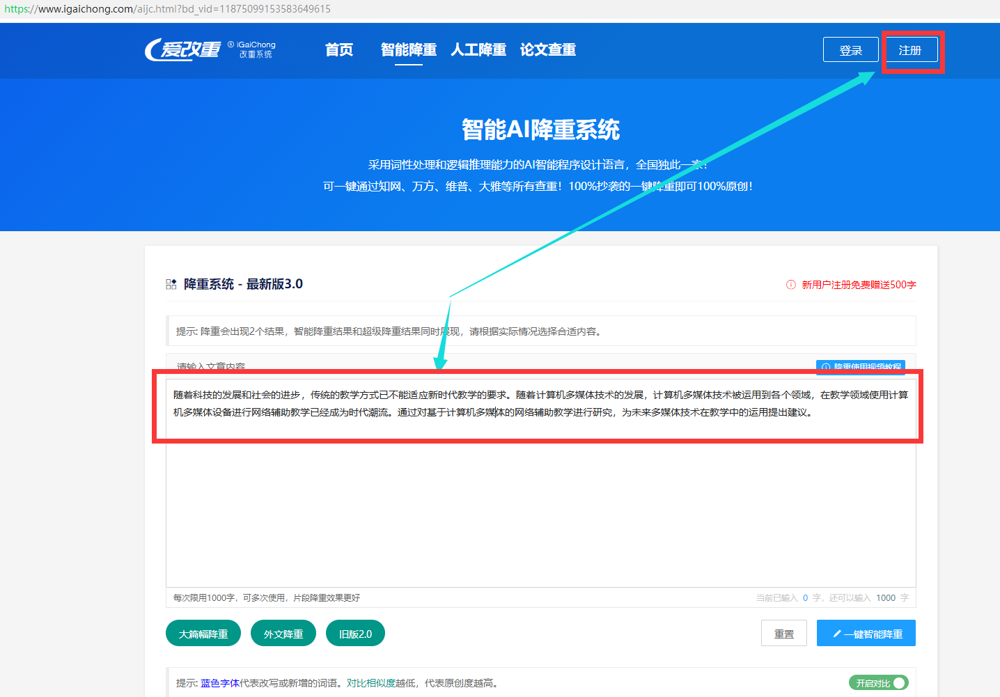 https://www.igaichong.com/aijc.html?bd_vid=11875099153583649615
爱改重 ® iGaiChong
改重系统
首页 智能降重 人工降重 论文查重
登录 注册
智能AI降重系统
采用词性处理和逻辑推理能力的AI智能程序设计语言，全国独此一家！
可一键通过知网、万方、维普、大雅等所有查重！100%抄袭的一键降重即可100%原创！
降重系统 - 最新版3.0
新用户注册免费赠送500字
提示: 降重会出现2个结果，智能降重结果和超级降重结果同时展现，请根据实际情况选择合适内容。
请输入文章内容
降重使用视频教程
随着科技的发展和社会的进步，传统的教学方式已不能适应新时代教学的要求。随着计算机多媒体技术的发展，计算机多媒体技术被运用到各个领域，在教学领域使用计算
机多媒体设备进行网络辅助教学已经成为时代潮流。通过对基于计算机多媒体的网络辅助教学进行研究，为未来多媒体技术在教学中的运用提出建议。
每次限用1000字，可多次使用，片段降重效果更好
当前已输入 0 字，还可以输入 1000 字
大篇幅降重 外文降重 旧版2.0
重置 一键智能降重
提示: 蓝色字体代表改写或新增的词语。对比相似度越低，代表原创度越高。
开启对比